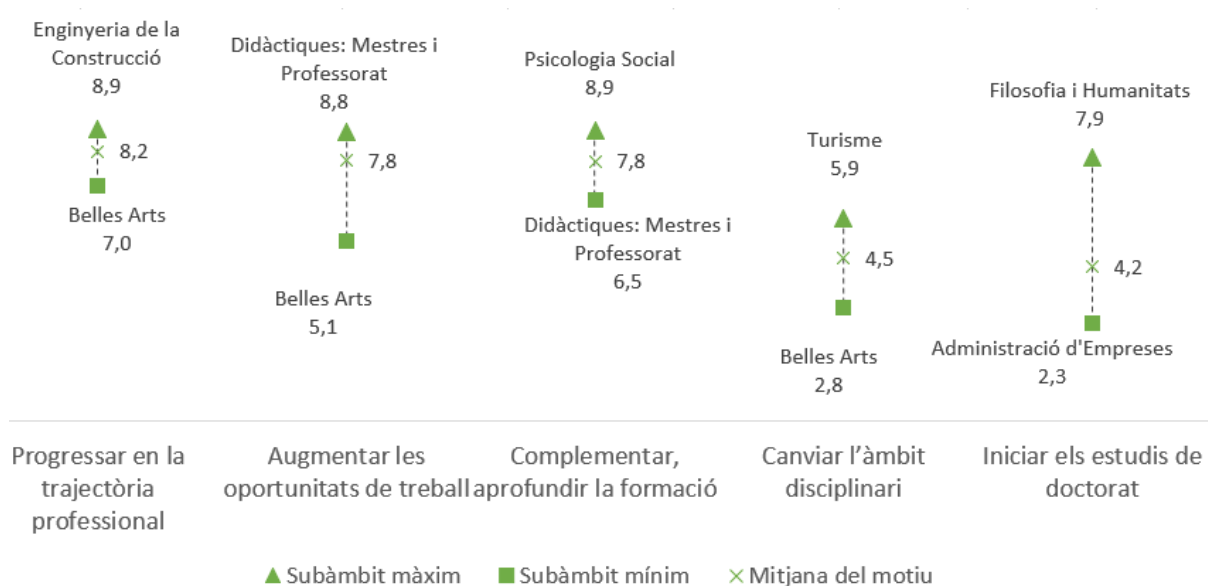 Enginyeria de la
Construcció
8,9
8,2
Belles Arts
7,0
Didàctiques: Mestres i
Professorat
8,8
7,8
Belles Arts
5,1
Psicologia Social
8,9
7,8
Didàctiques: Mestres i
Professorat
6,5
Turisme
5,9
4,5
Belles Arts
2,8
Filosofia i Humanitats
7,9
4,2
Administració d'Empreses
2,3
Progressar en la
trajectòria
professional
Augmentar les
oportunitats de treball
Complementar,
aprofundir la formació
Canviar l'àmbit
disciplinari
Iniciar els estudis de
doctorat
Subàmbit màxim
Subàmbit mínim
Mitjana del motiu